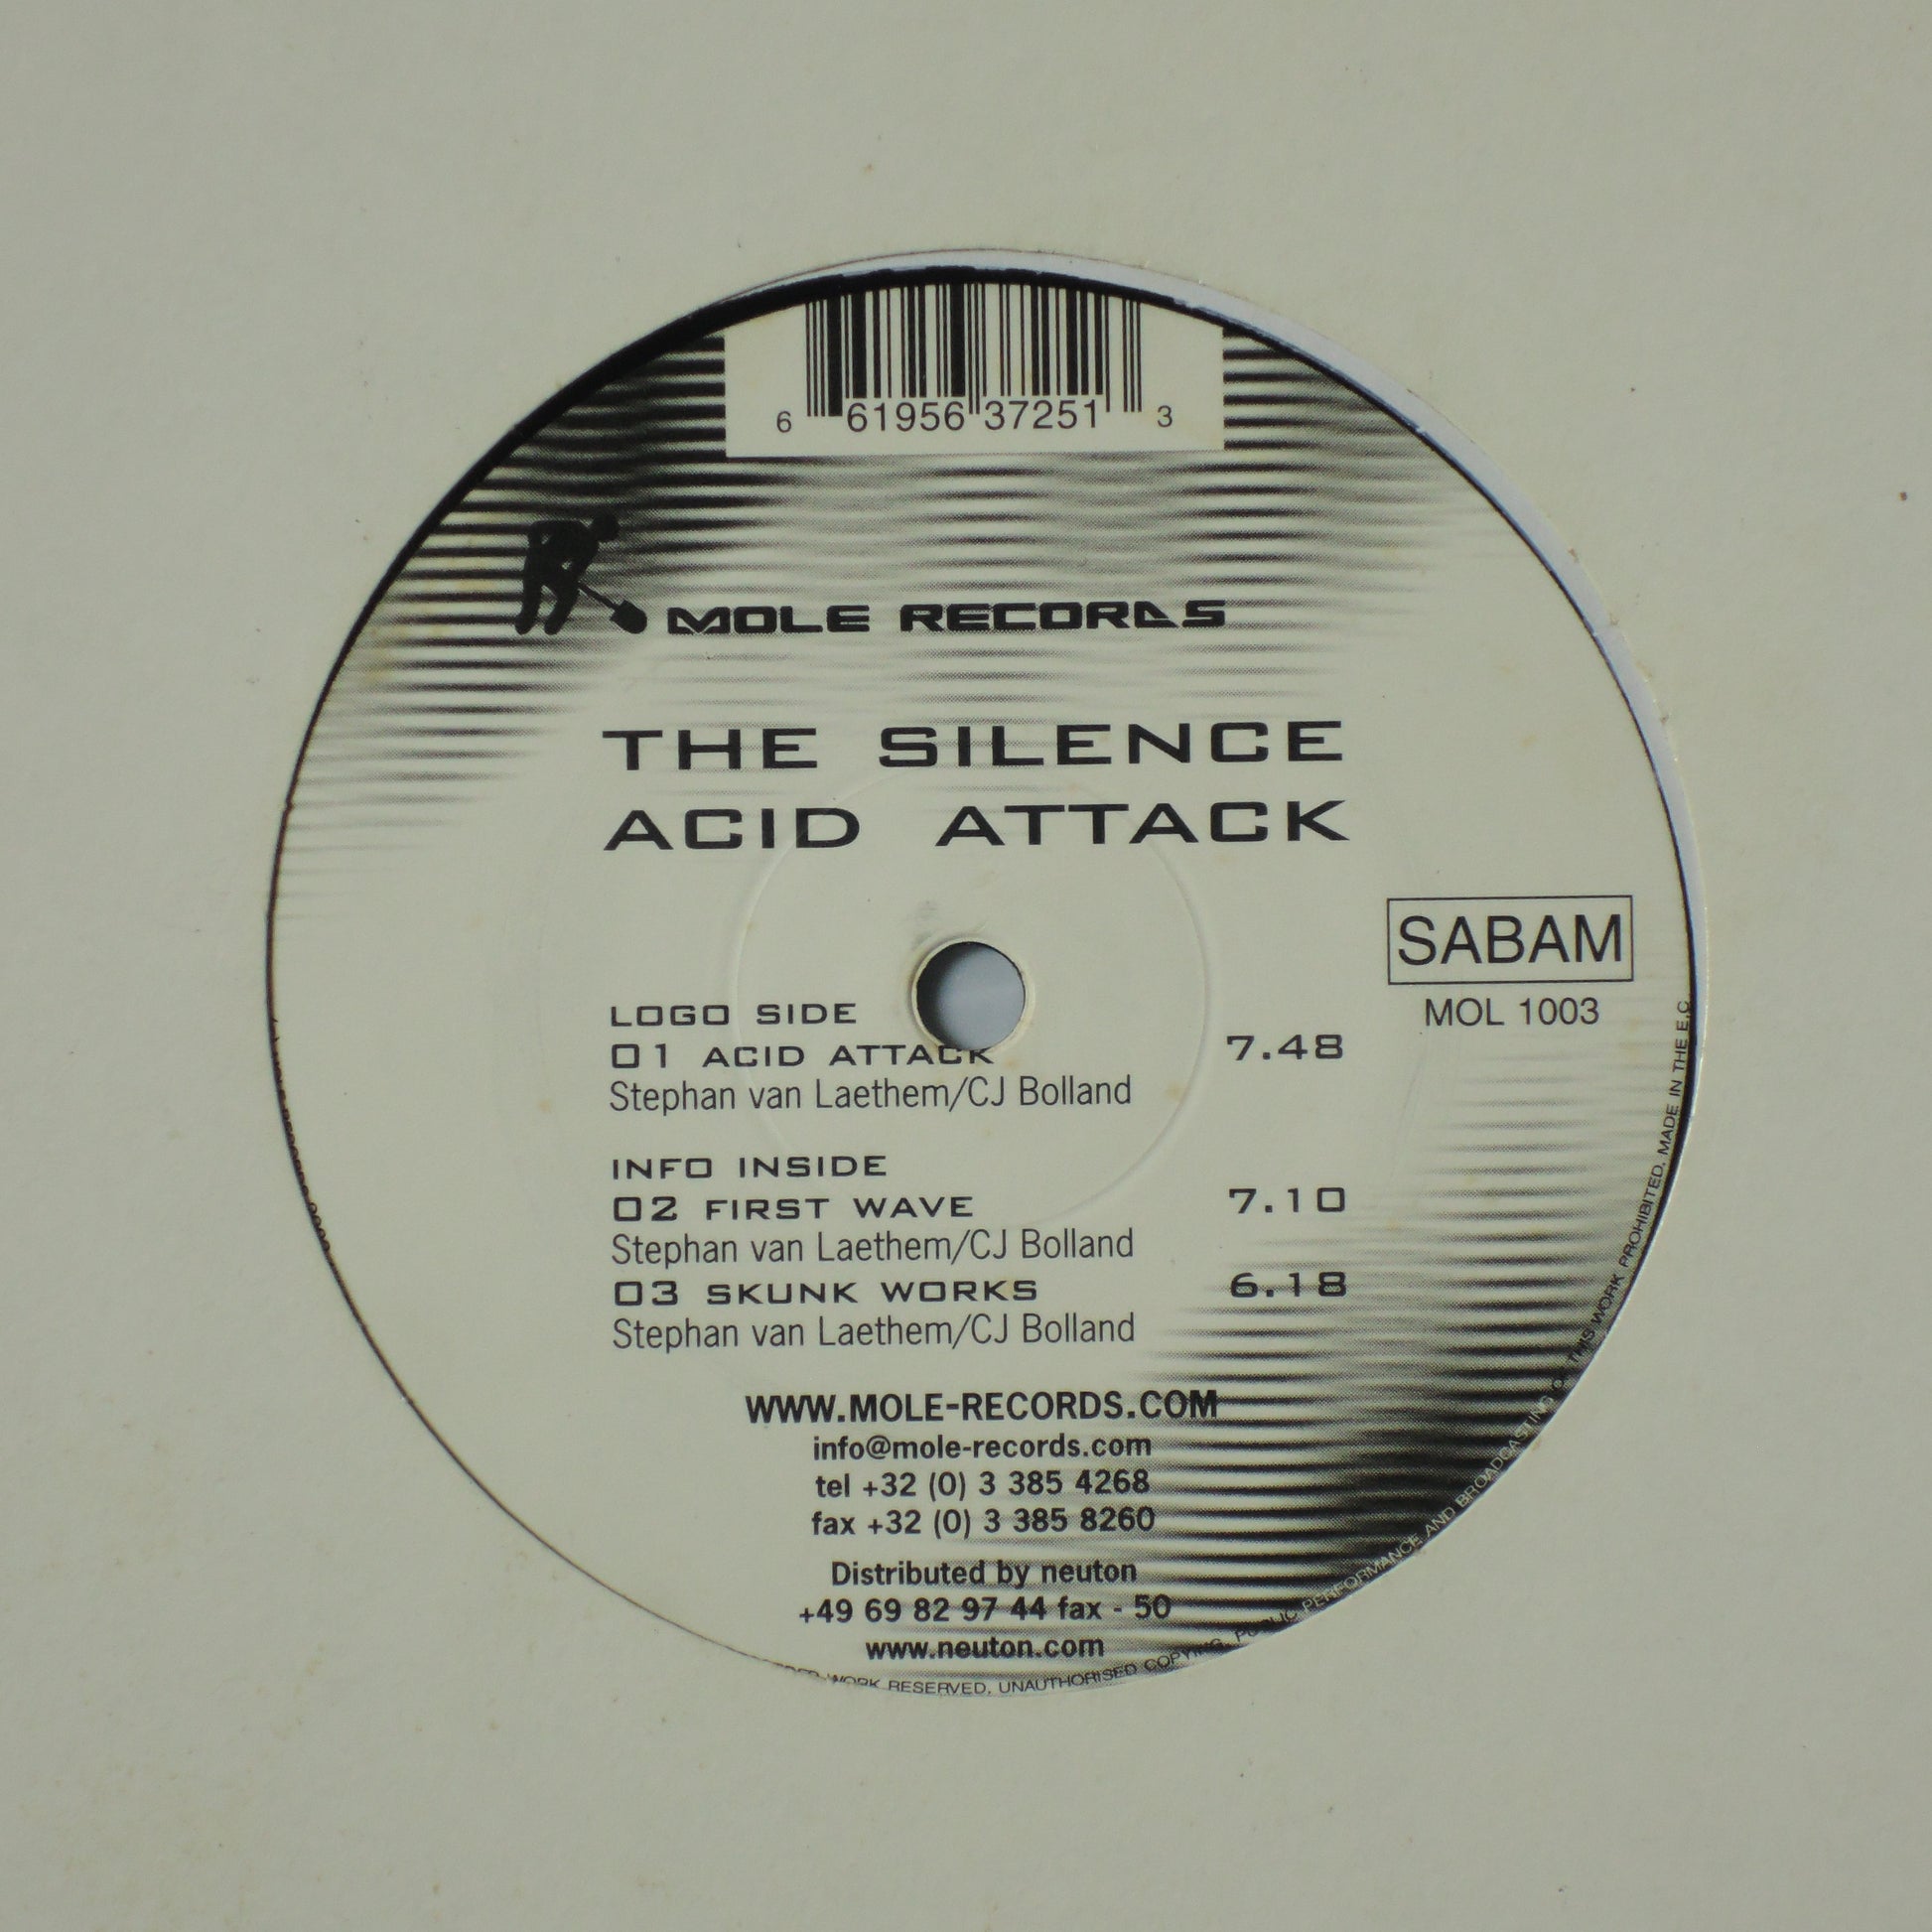 6 61956 37251 3
MOLE RECORDS
THE SILENCE
ACID ATTACK
SABAM
MOL 1003
LOGO SIDE
01 ACID ATTACK 7.48
Stephan van Laethem/CJ Bolland
INFO INSIDE
02 FIRST WAVE 7.10
Stephan van Laethem/CJ Bolland
03 SKUNK WORKS 6.18
Stephan van Laethem/CJ Bolland
WWW.MOLE-RECORDS.COM
info@mole-records.com
tel +32 (0) 3 385 4268
fax +32 (0) 3 385 8260
Distributed by neuton
+49 69 82 97 44 fax - 50
www.neuton.com
WORK RESERVED, UNAUTHORISED COPYING, PUBLIC PERFORMANCE AND BROADCASTING O THIS WORK PROHIBITED. MADE IN THE E.C